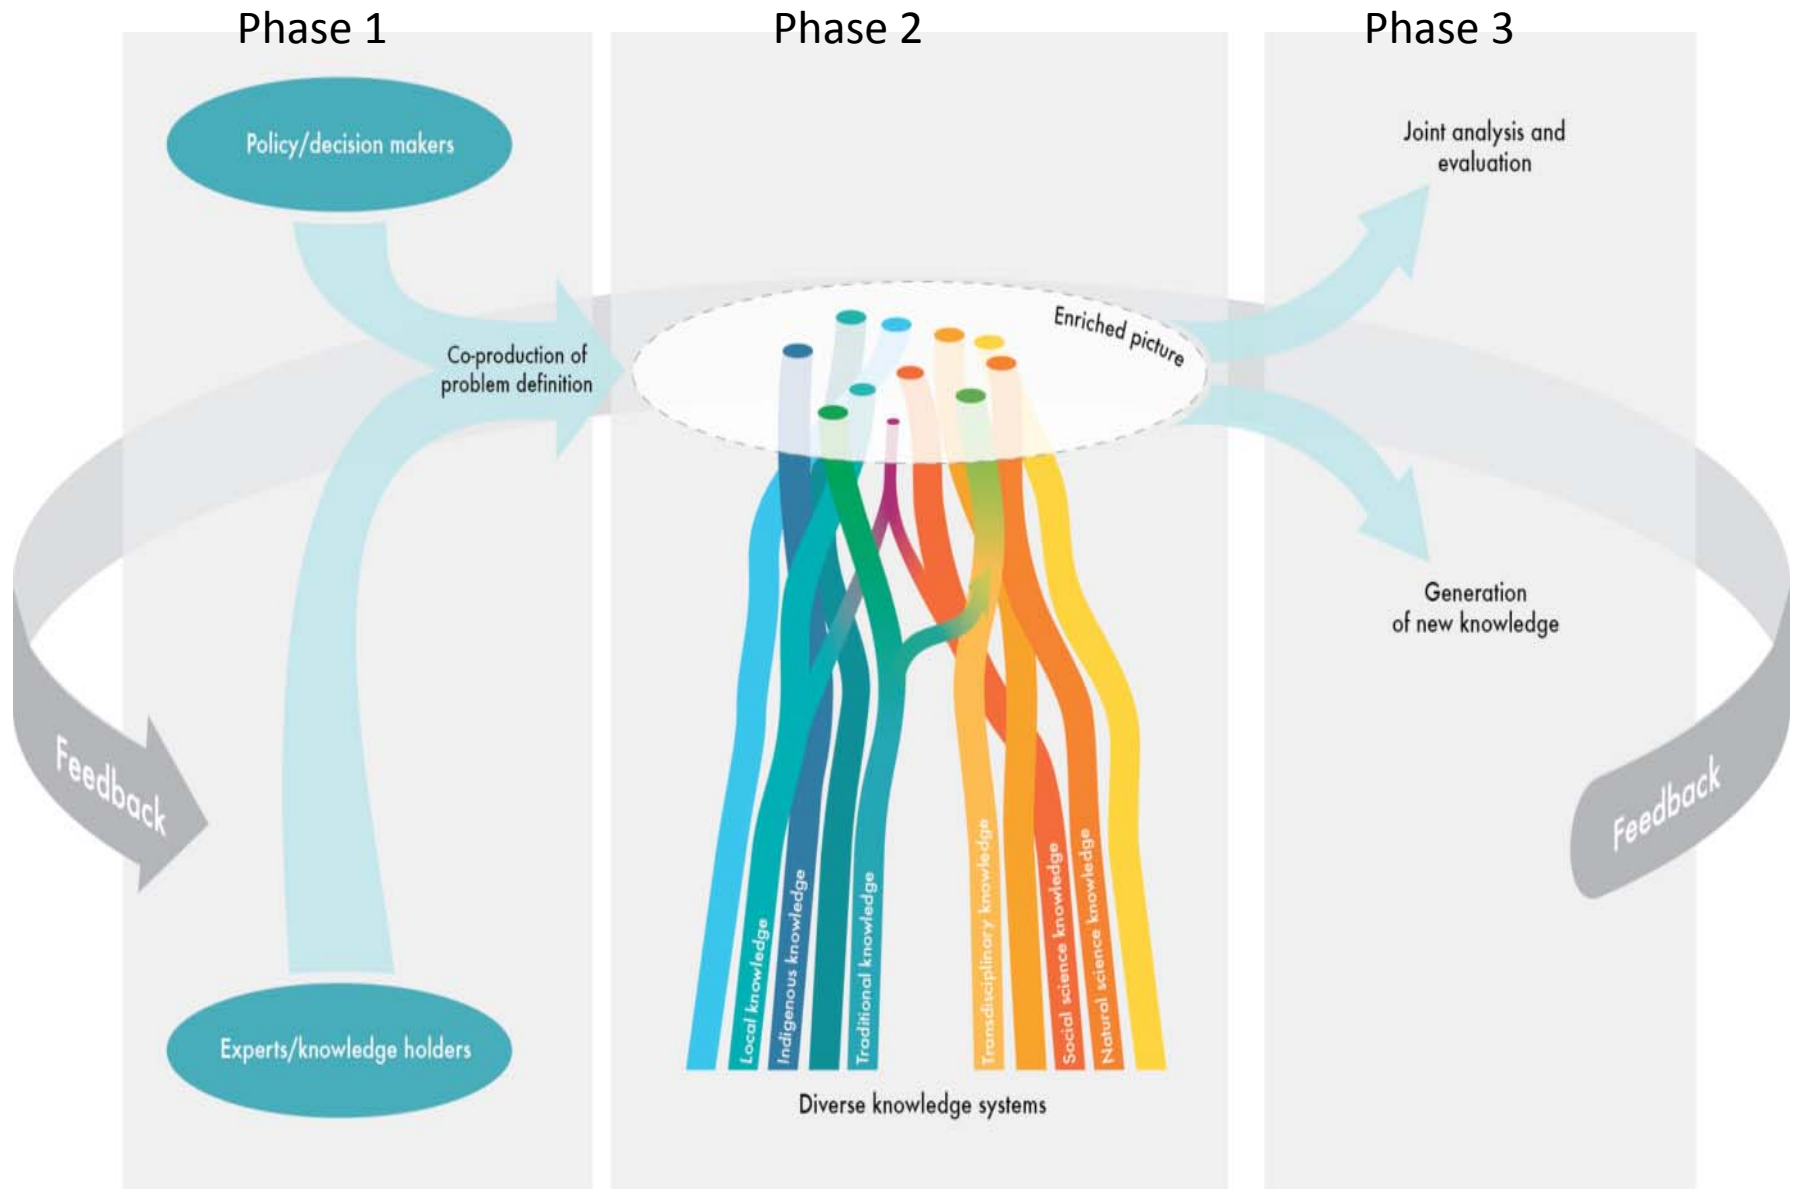 Phase 1
Phase 2
Phase 3
Policy/decision makers
Co-production of
problem definition
Experts/knowledge holders
Feedback
Enriched picture
Local knowledge
Indigenous knowledge
Traditional knowledge
Transdisciplinary knowledge
Social science knowledge
Natural science knowledge
Diverse knowledge systems
Joint analysis and
evaluation
Generation
of new knowledge
Feedback